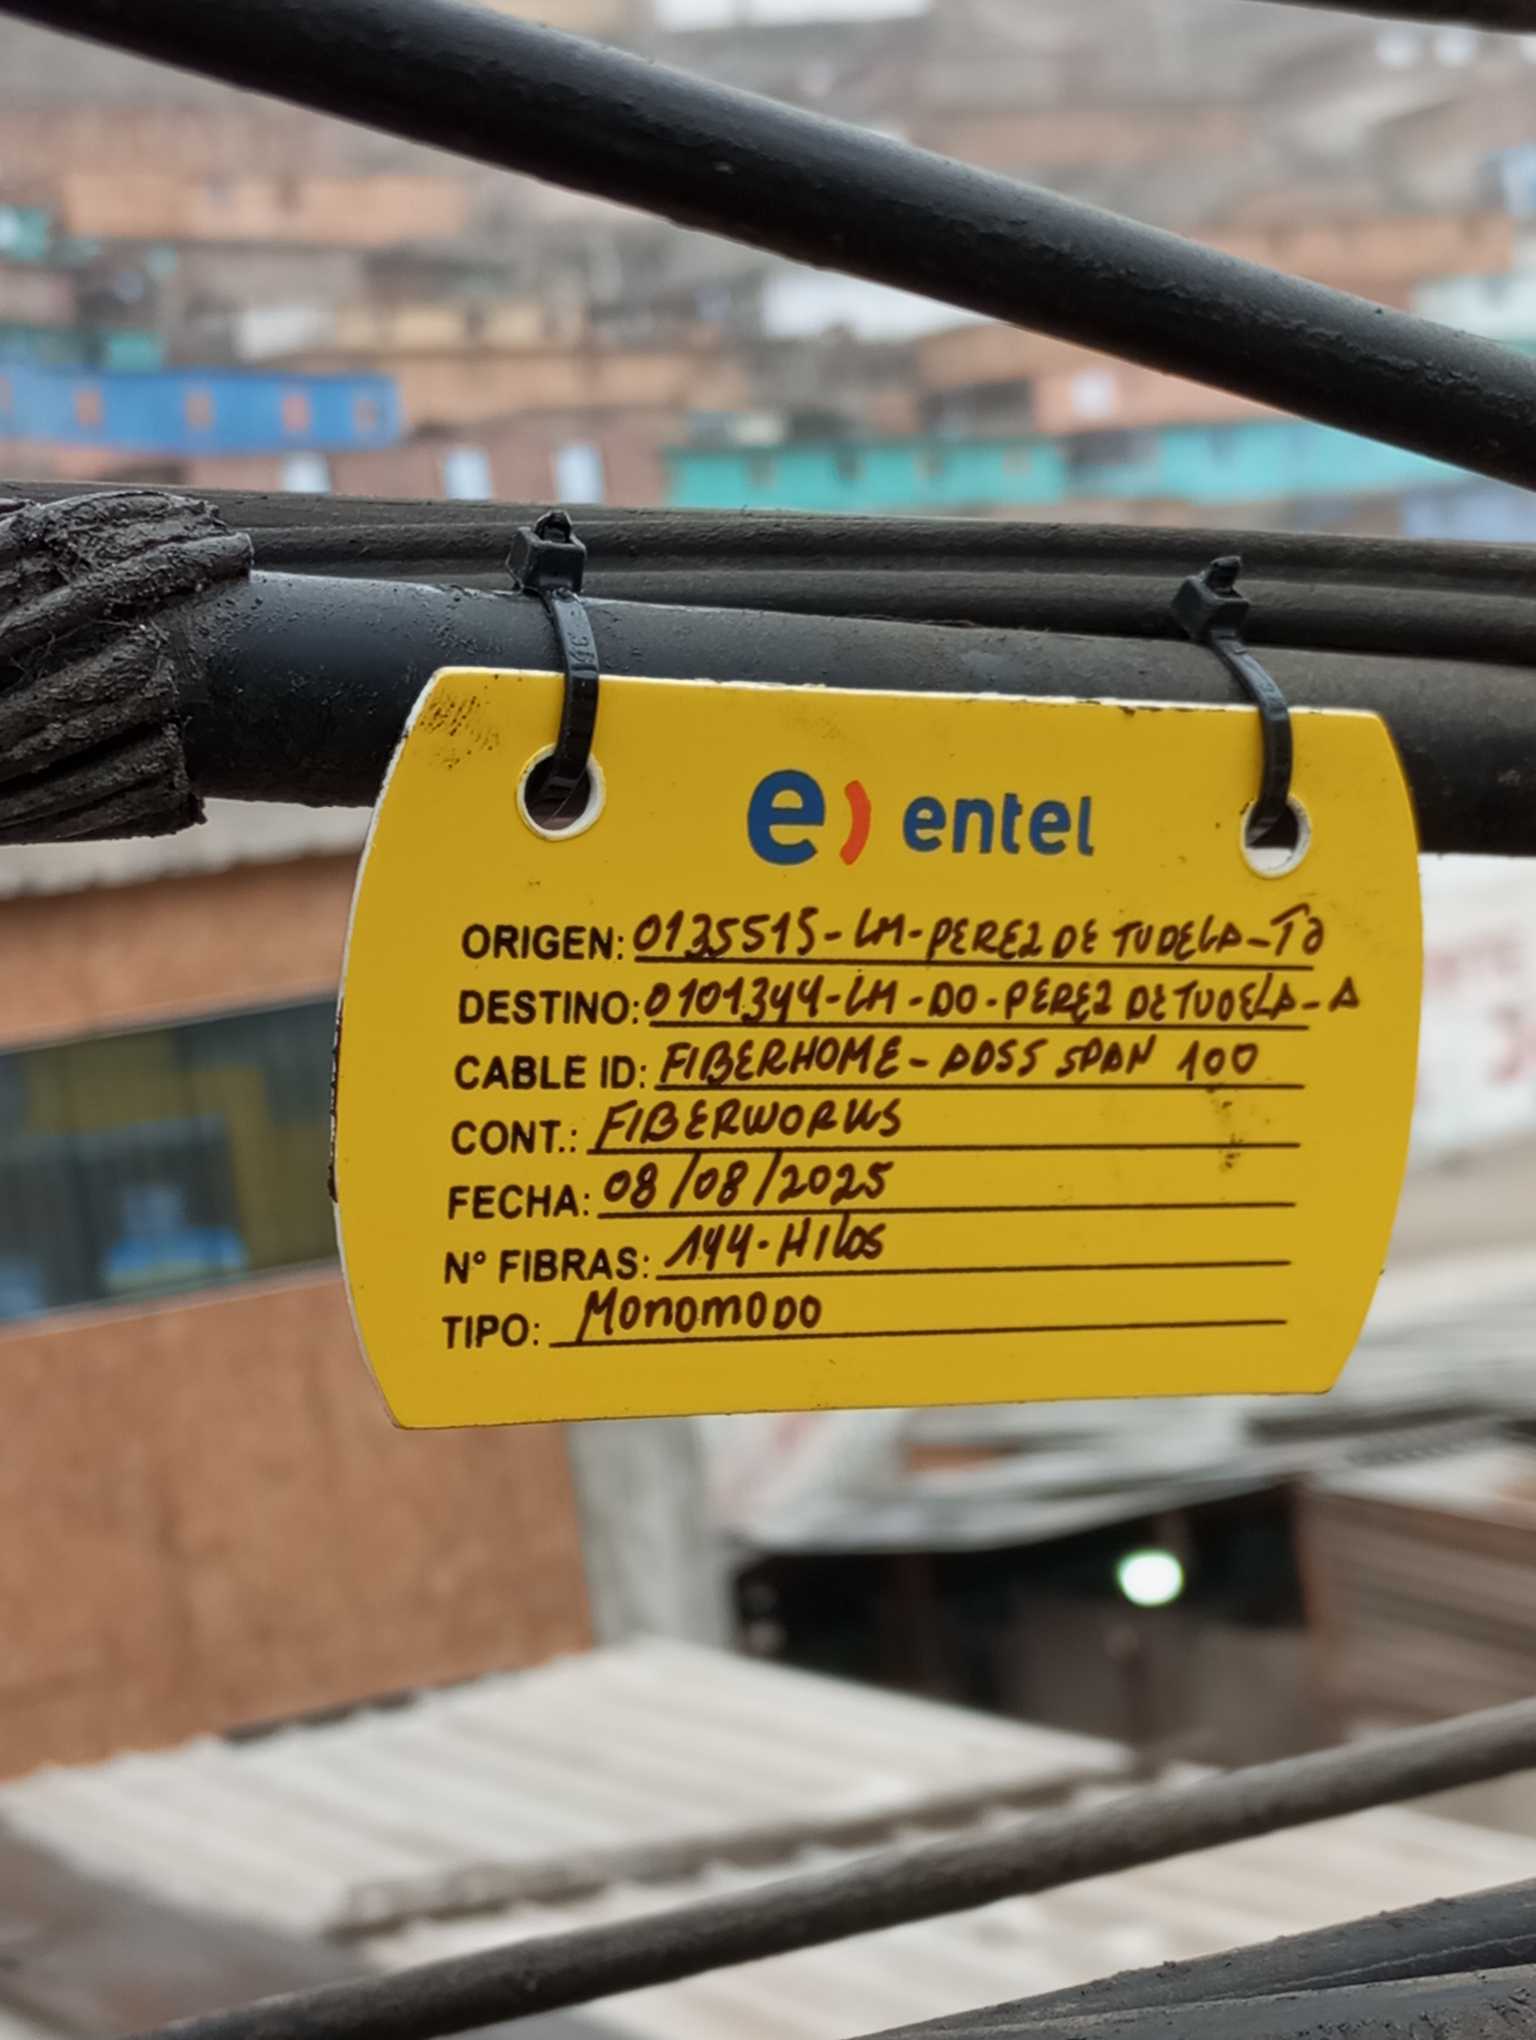 e) entel
ORIGEN: 0135515-LM-PEREZ DE TUDELA-T0
DESTINO: 0101344-LM-DO-PEREZ DE TUDELA-A
CABLE ID: FIBERHOME-ADSS SPAN 100
CONT.: FIBERWORKS
FECHA: 08/08/2025
N° FIBRAS: 144-HILOS
TIPO: MONOMODO